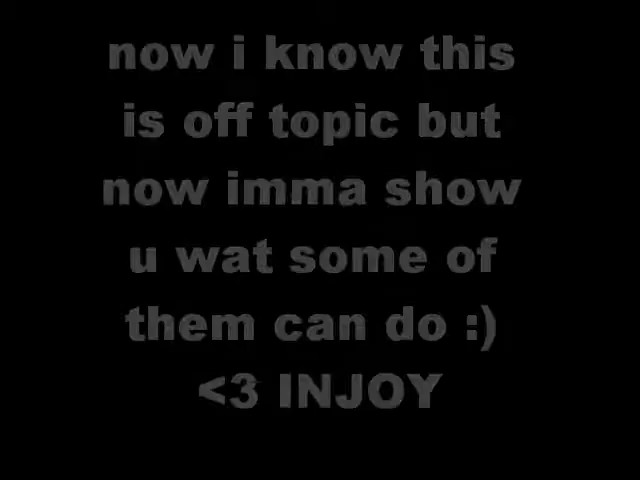 now i know this
is off topic but
now imma show
u wat some of
them can do :)
<3 INJOY